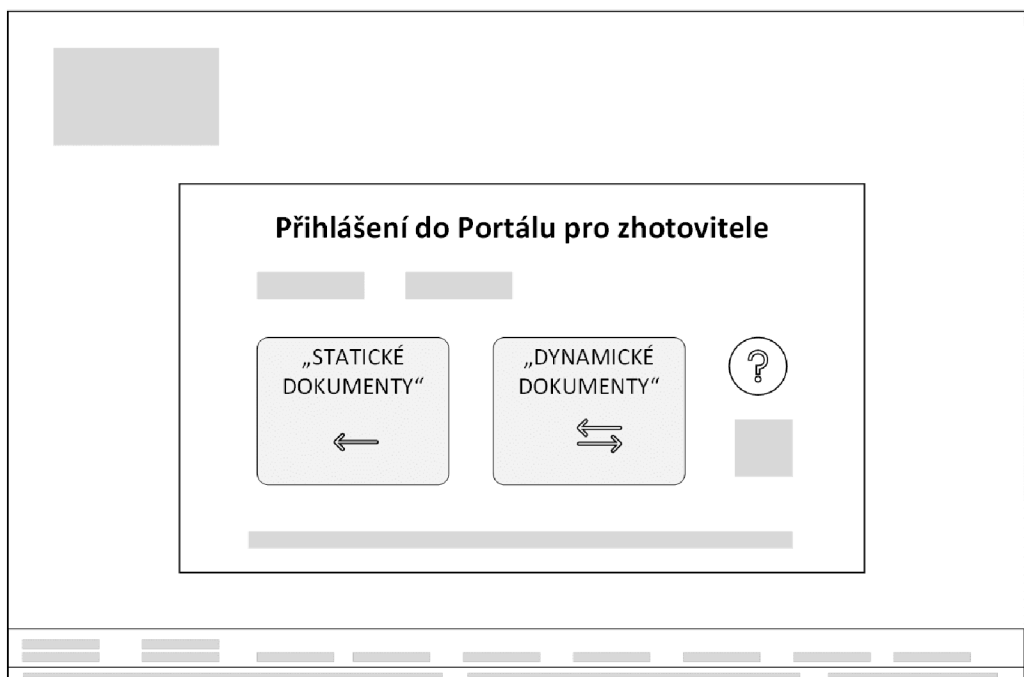 Přihlášení do Portálu pro zhotovitele
„STATICKÉ
DOKUMENTY“
„DYNAMICKÉ
DOKUMENTY“
?